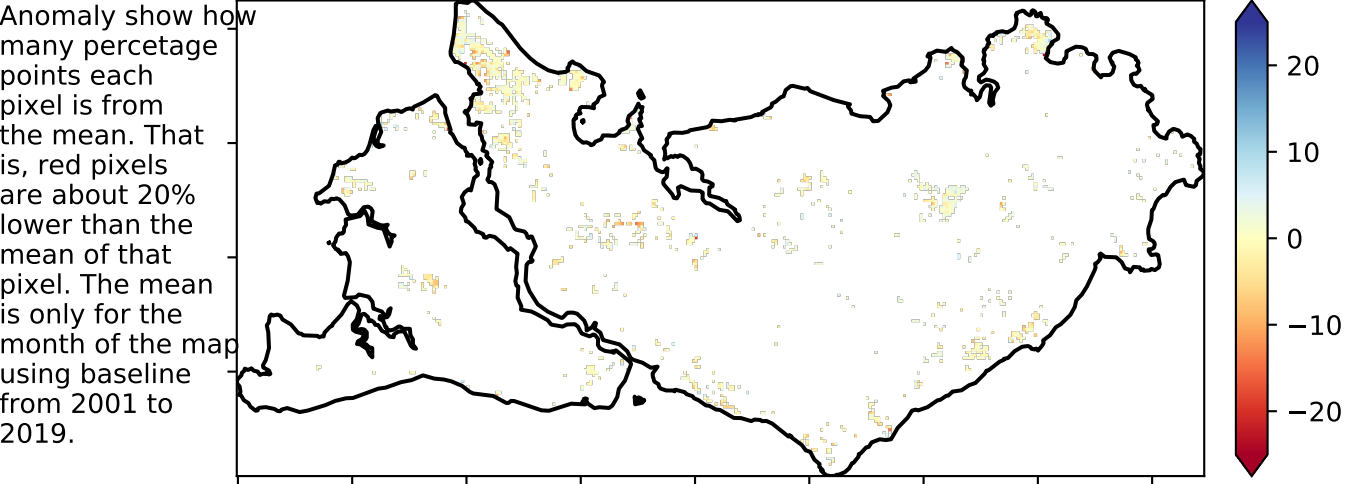 Anomaly show how
many percetage
points each
pixel is from
the mean. That
is, red pixels
are about 20%
lower than the
mean of that
pixel. The mean
is only for the
month of the map
using baseline
from 2001 to
2019.
20
10
0
−10
−20